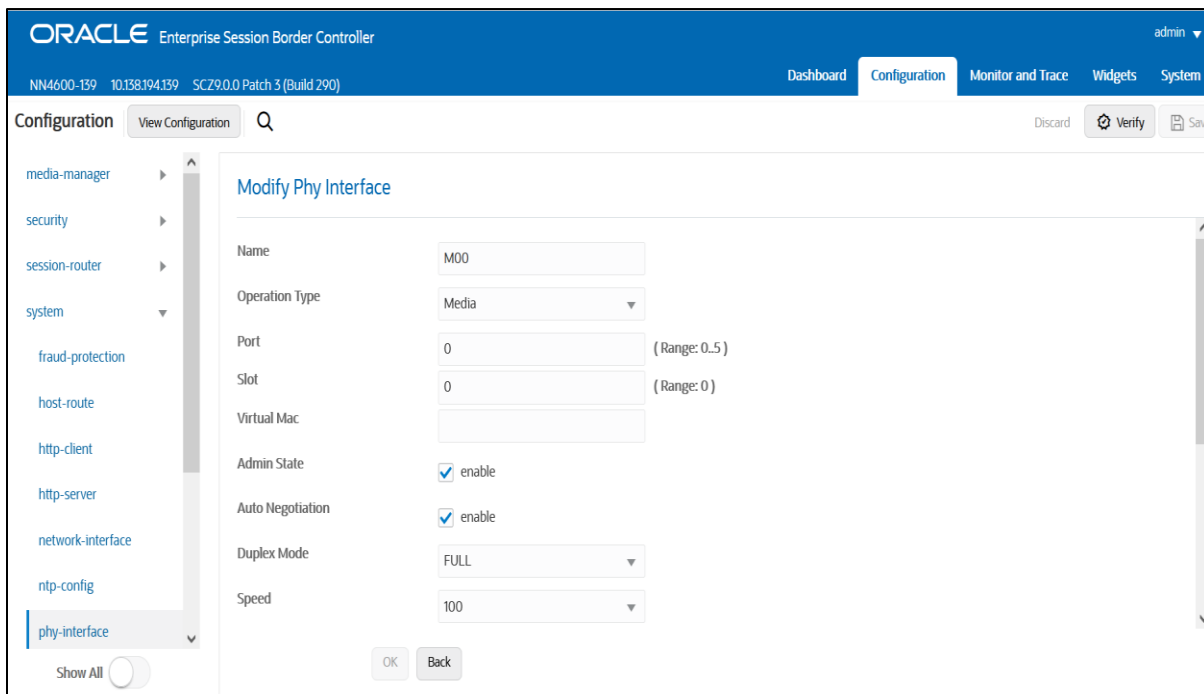 ORACLE Enterprise Session Border Controller
admin
NN4600-139 10.138.194.139 SCZ9.0.0 Patch 3 (Build 290)
Dashboard Configuration Monitor and Trace Widgets System
Configuration View Configuration Discard Verify Sav
media-manager
security
session-router
system
fraud-protection
host-route
http-client
http-server
network-interface
ntp-config
phy-interface
Show All
Modify Phy Interface
Name M00
Operation Type Media
Port 0 ( Range: 0..5 )
Slot 0 ( Range: 0 )
Virtual Mac
Admin State enable
Auto Negotiation enable
Duplex Mode FULL
Speed 100
OK Back